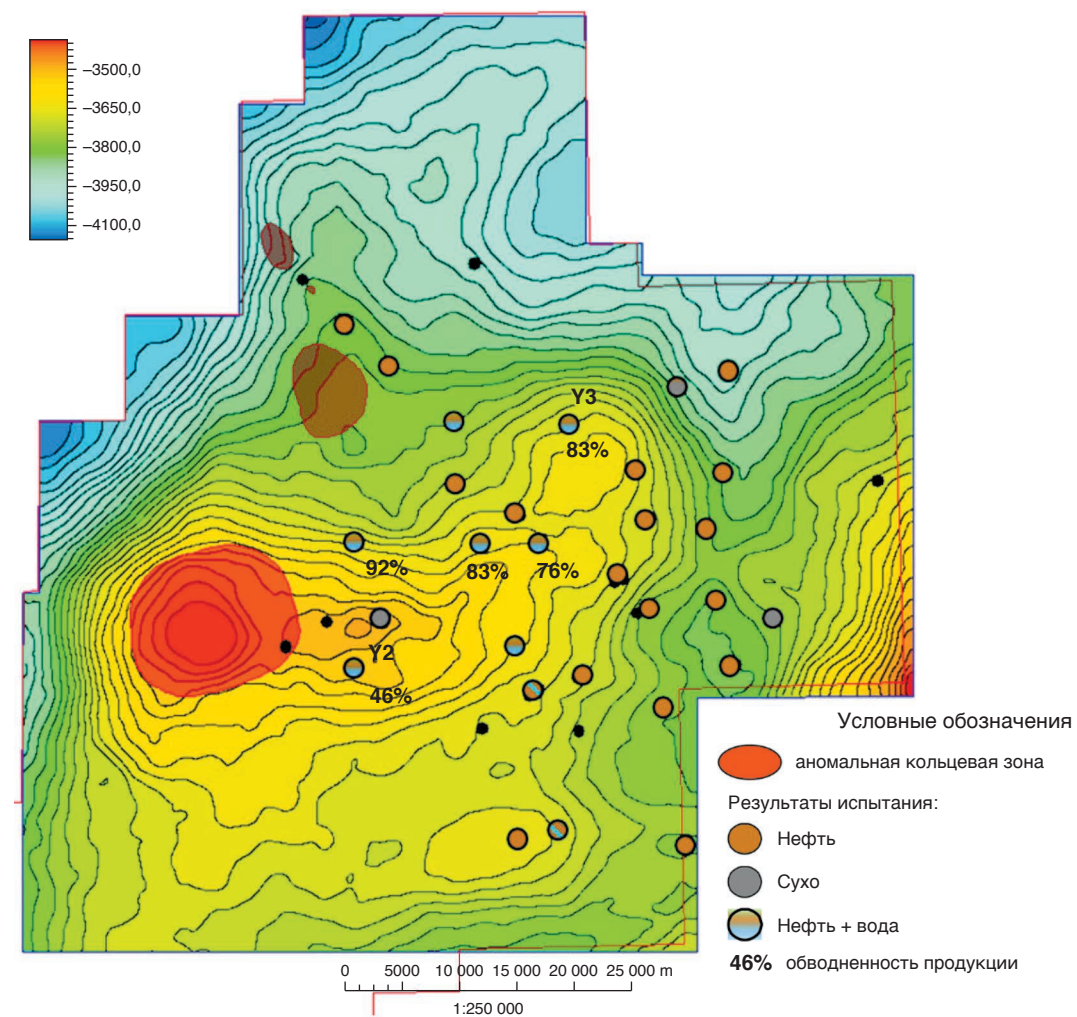 –3500,0
–3650,0
–3800,0
–3950,0
–4100,0
Y3
83%
92%
83%
76%
Y2
46%
Условные обозначения
аномальная кольцевая зона
Результаты испытания:
Нефть
Сухо
Нефть + вода
46% обводненность продукции
0 5000 10 000 15 000 20 000 25 000 m
1:250 000